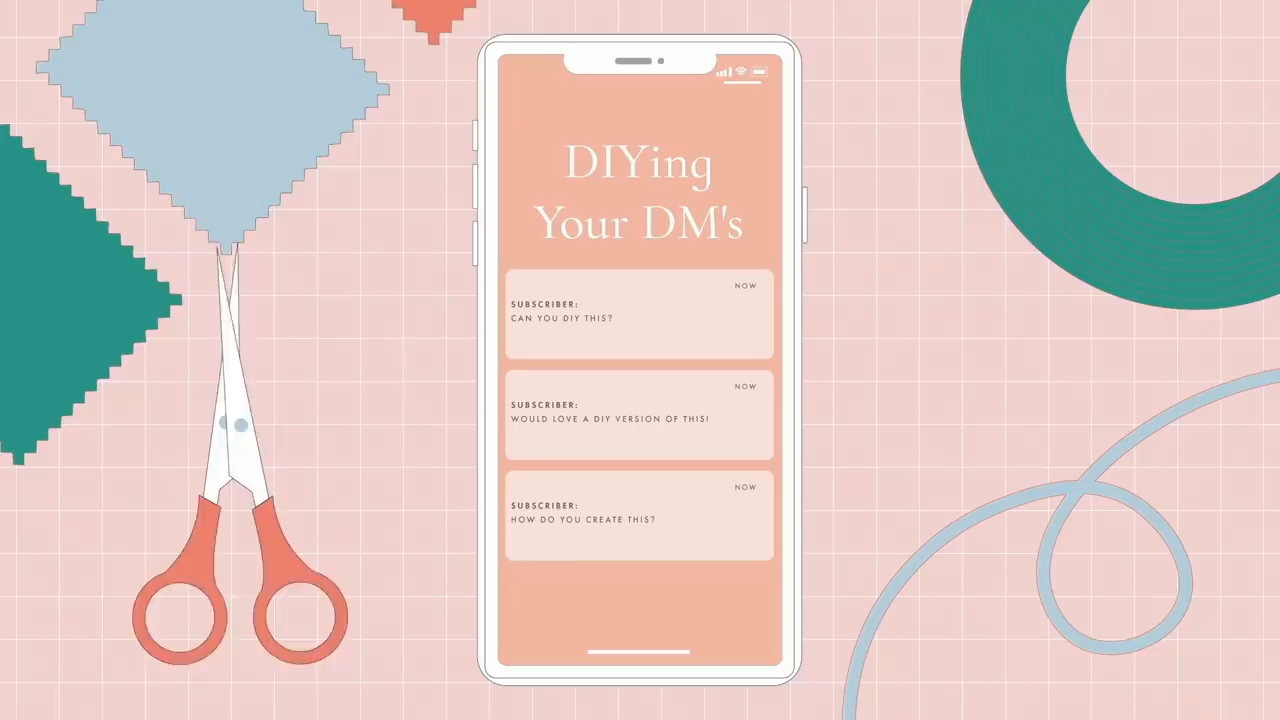 DIYing
Your DM's
NOW
SUBSCRIBER:
CAN YOU DIY THIS?
NOW
SUBSCRIBER:
WOULD LOVE A DIY VERSION OF THIS!
NOW
SUBSCRIBER:
HOW DO YOU CREATE THIS?